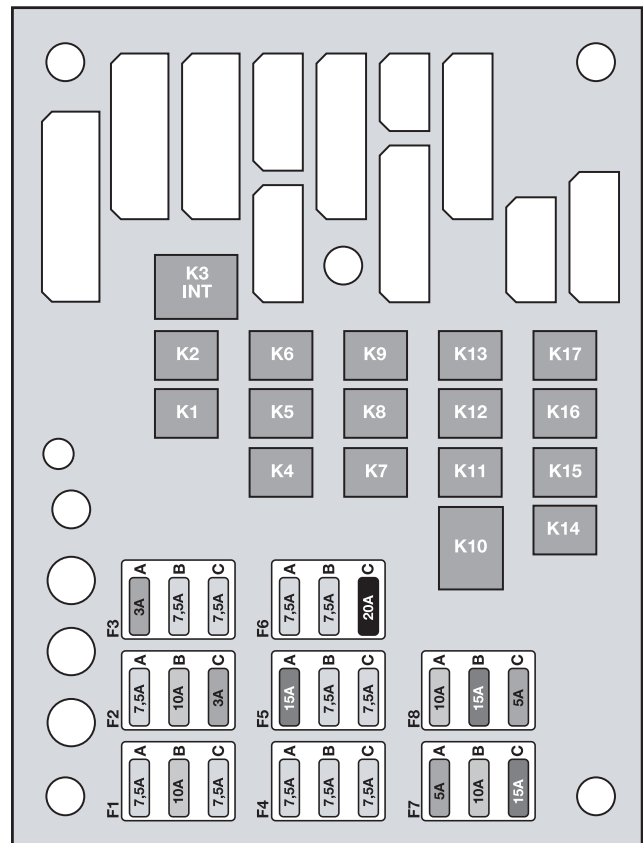 K3
INT
K2 K6 K9 K13 K17
K1 K5 K8 K12 K16
K4 K7 K11 K15
K10 K14
F3 A B C
3A 7,5A 7,5A
F6 A B C
7,5A 7,5A 20A
F2 A B C
7,5A 10A 3A
F5 A B C
15A 7,5A 7,5A
F8 A B C
10A 15A 5A
F1 A B C
7,5A 10A 7,5A
F4 A B C
7,5A 7,5A 7,5A
F7 A B C
5A 10A 15A